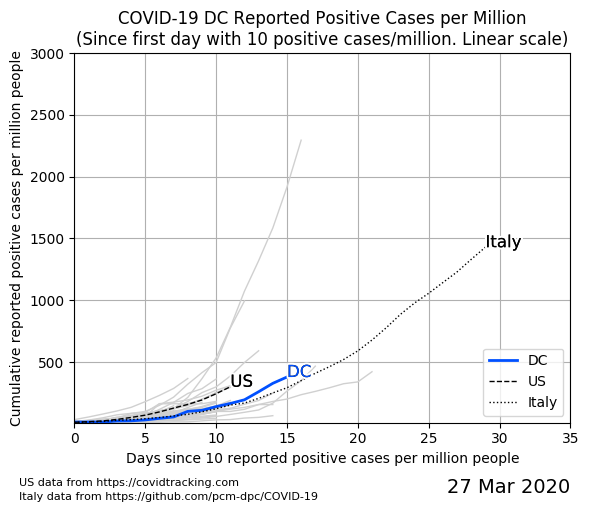 COVID-19 DC Reported Positive Cases per Million
(Since first day with 10 positive cases/million. Linear scale)
Cumulative reported positive cases per million people
3000
2500
2000
1500
1000
500
Italy
US
DC
DC
US
Italy
0
5
10
15
20
25
30
35
Days since 10 reported positive cases per million people
US data from https://covidtracking.com
Italy data from https://github.com/pcm-dpc/COVID-19
27 Mar 2020